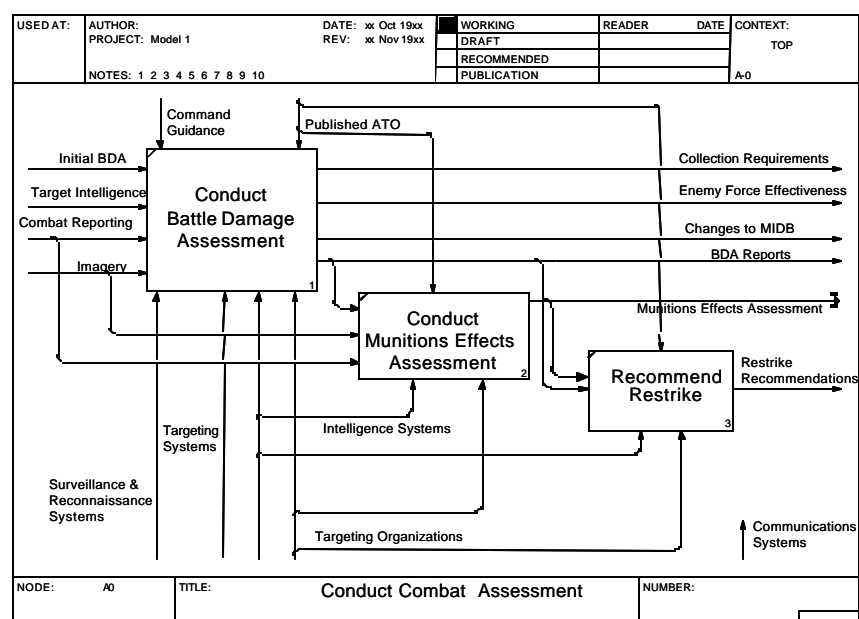 USED AT:
AUTHOR:
DATE: xx Oct 19xx
WORKING
READER DATE
CONTEXT:
PROJECT: Model 1
REV: xx Nov 19xx
DRAFT
TOP
RECOMMENDED
NOTES: 1 2 3 4 5 6 7 8 9 10
PUBLICATION
A-0
Command
Guidance
Published ATO
Initial BDA
Collection Requirements
Target Intelligence
Enemy Force Effectiveness
Conduct
Battle Damage
Assessment
1
Combat Reporting
Changes to MIDB
Imagery
BDA Reports
Munitions Effects Assessment
Conduct
Munitions Effects
Assessment
2
Recommend
Restrike
3
Restrike
Recommendations
Targeting
Systems
Intelligence Systems
Surveillance &
Reconnaissance
Systems
Targeting Organizations
Communications
Systems
NODE: A0
TITLE:
Conduct Combat Assessment
NUMBER: